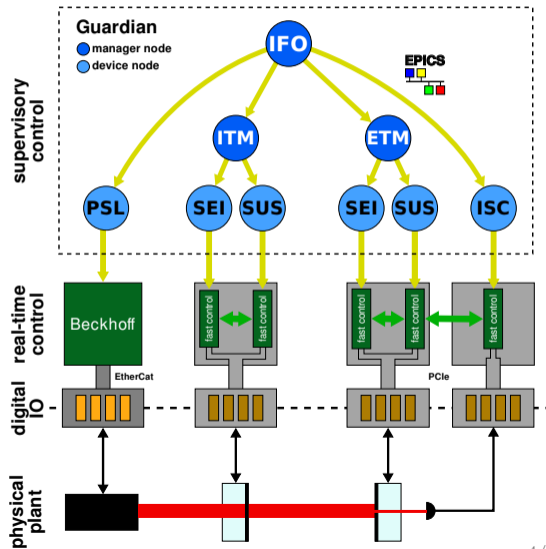 Guardian
manager node
device node
IFO
EPICS
ITM
ETM
PSL
SEI
SUS
SEI
SUS
ISC
supervisory
control
Beckhoff
fast control
fast control
fast control
fast control
fast control
real-time
control
EtherCat
PCIe
digital
IO
physical
plant